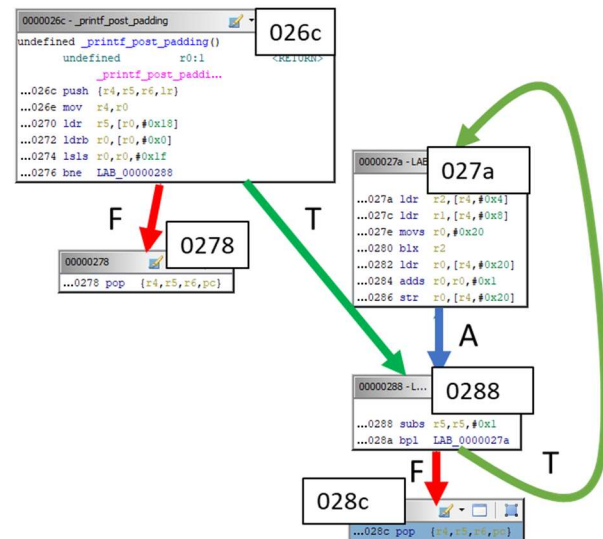 0000026c - _printf_post_padding
026c
undefined _printf_post_padding()
undefined r0:1 <RETURN>
_printf_post_paddi...
...026c push {r4,r5,r6,lr}
...026e mov r4,r0
...0270 ldr r5,[r0,#0x18]
...0272 ldrb r0,[r0,#0x0]
...0274 lsls r0,r0,#0x1f
...0276 bne LAB_00000288
F
T
00000278
0278
...0278 pop {r4,r5,r6,pc}
0000027a - LAB
027a
...027a ldr r2,[r4,#0x4]
...027c ldr r1,[r4,#0x8]
...027e movs r0,#0x20
...0280 blx r2
...0282 ldr r0,[r4,#0x20]
...0284 adds r0,r0,#0x1
...0286 str r0,[r4,#0x20]
A
00000288 - L...
0288
...0288 subs r5,r5,#0x1
...028a bpl LAB_0000027a
F
T
028c
...028c pop {r4,r5,r6,pc}